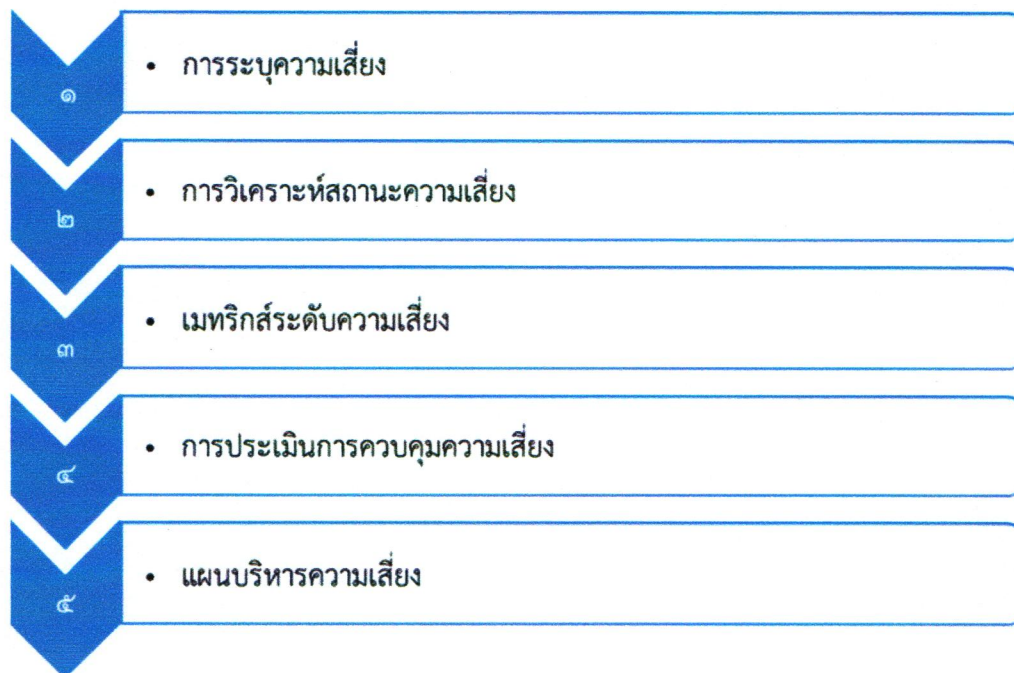 ๑
• การระบุความเสี่ยง
๒
• การวิเคราะห์สถานะความเสี่ยง
๓
• เมทริกส์ระดับความเสี่ยง
๔
• การประเมินการควบคุมความเสี่ยง
๕
• แผนบริหารความเสี่ยง